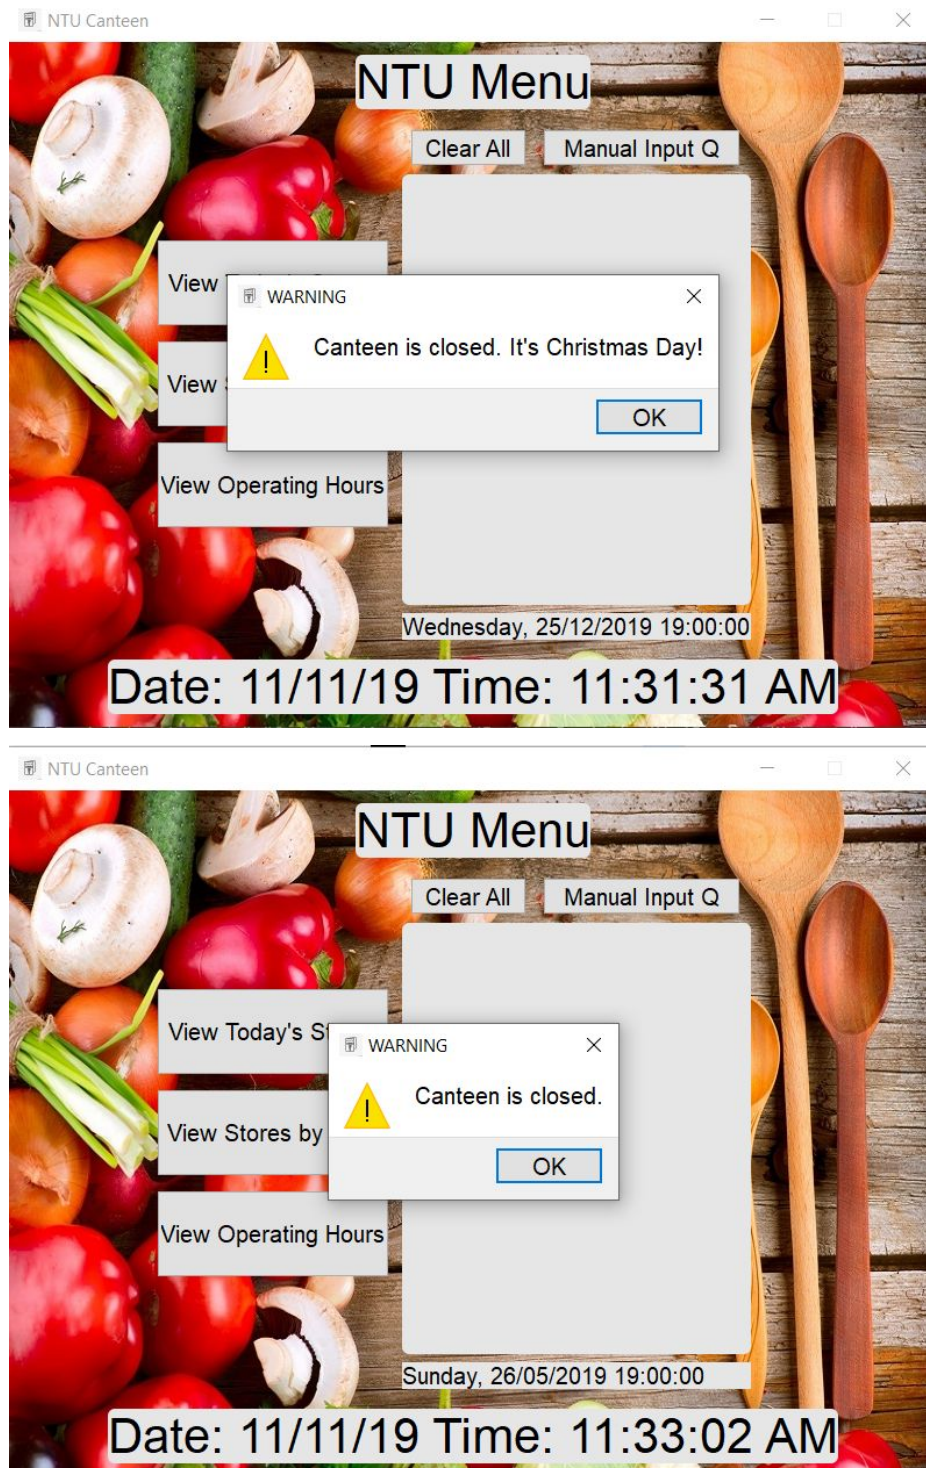 NTU Canteen
NTU Menu
Clear All
Manual Input Q
View
WARNING
Canteen is closed. It's Christmas Day!
View
OK
View Operating Hours
Wednesday, 25/12/2019 19:00:00
Date: 11/11/19 Time: 11:31:31 AM
NTU Canteen
NTU Menu
Clear All
Manual Input Q
View Today's
WARNING
Canteen is closed.
View Stores by
OK
View Operating Hours
Sunday, 26/05/2019 19:00:00
Date: 11/11/19 Time: 11:33:02 AM